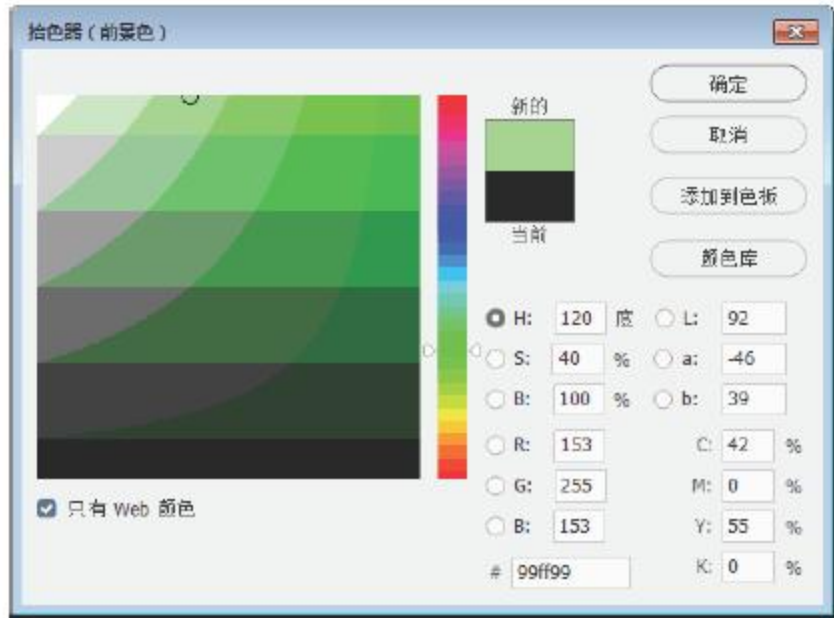 拾色器（前景色）
新的
当前
确定
取消
添加到色板
颜色库
H: 120 度
S: 40 %
B: 100 %
R: 153
G: 255
B: 153
# 99ff99
L: 92
a: -46
b: 39
C: 42 %
M: 0 %
Y: 55 %
K: 0 %
只有 Web 颜色